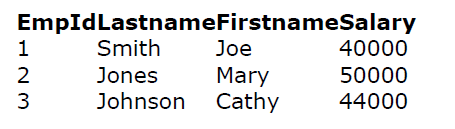 EmpIdLastnameFirstnameSalary
1 Smith Joe 40000
2 Jones Mary 50000
3 Johnson Cathy 44000